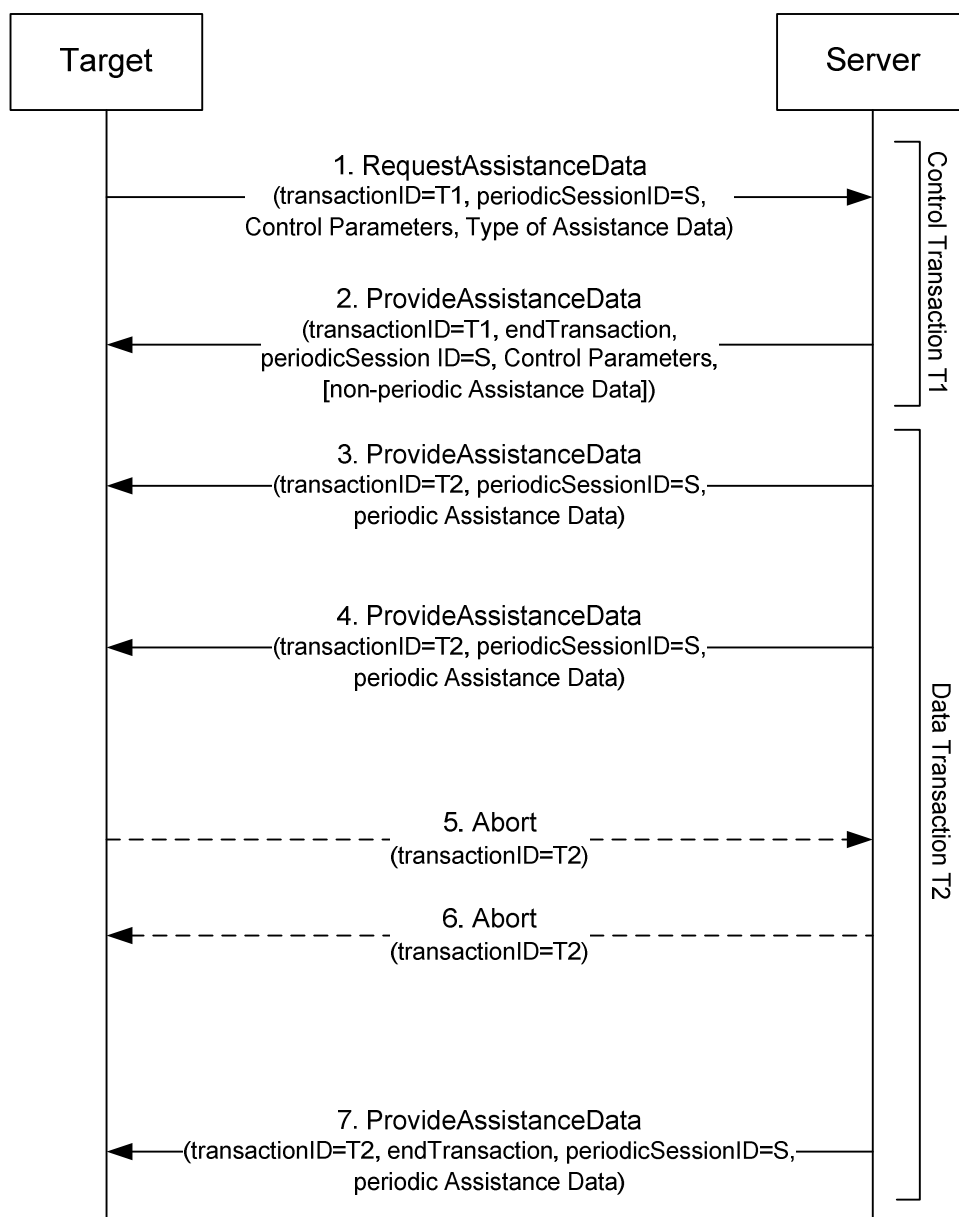 Target
Server
1. RequestAssistanceData
(transactionID=T1, periodicSessionID=S,
Control Parameters, Type of Assistance Data)
2. ProvideAssistanceData
(transactionID=T1, endTransaction,
periodicSession ID=S, Control Parameters,
[non-periodic Assistance Data])
Control Transaction T1
3. ProvideAssistanceData
(transactionID=T2, periodicSessionID=S,
periodic Assistance Data)
4. ProvideAssistanceData
(transactionID=T2, periodicSessionID=S,
periodic Assistance Data)
5. Abort
(transactionID=T2)
6. Abort
(transactionID=T2)
7. ProvideAssistanceData
(transactionID=T2, endTransaction, periodicSessionID=S,
periodic Assistance Data)
Data Transaction T2